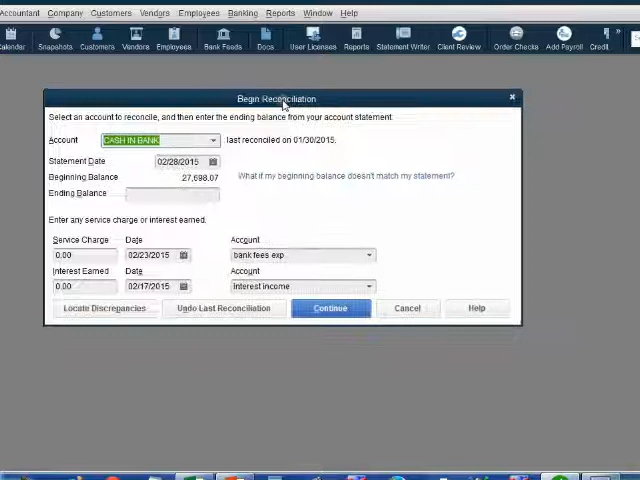 Accountant Company Customers Vendors Employees Banking Reports Window Help
Calendar Snapshots Customers Vendors Employees Bank Feeds Docs User Licenses Reports Statement Writer Client Review Order Checks Add Payroll Credit »
Begin Reconciliation
Select an account to reconcile, and then enter the ending balance from your account statement.
Account CASH IN BANK last reconciled on 01/30/2015.
Statement Date 02/28/2015
Beginning Balance 27,698.07 What if my beginning balance doesn't match my statement?
Ending Balance
Enter any service charge or interest earned.
Service Charge Date Account
0.00 02/23/2015 bank fees exp
Interest Earned Date Account
0.00 02/17/2015 interest income
Locate Discrepancies Undo Last Reconciliation Continue Cancel Help